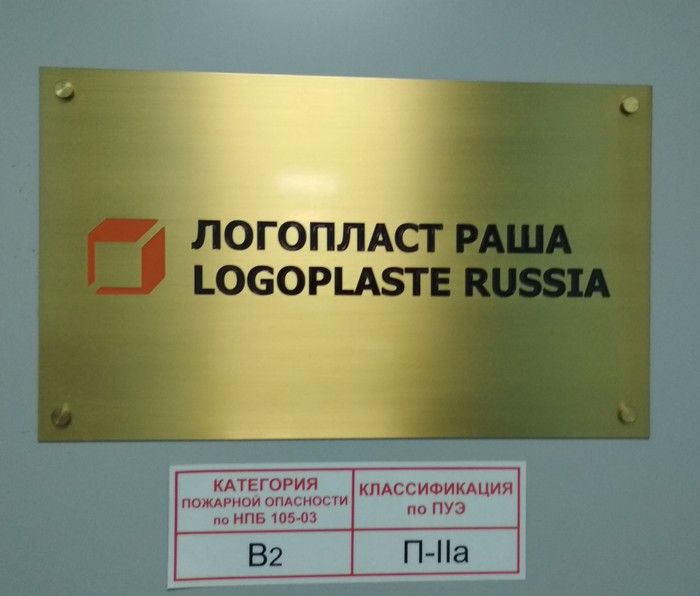 ЛОГОПЛАСТ РАША
LOGOPLASTE RUSSIA
КАТЕГОРИЯ
ПОЖАРНОЙ ОПАСНОСТИ
по НПБ 105-03
КЛАССИФИКАЦИЯ
по ПУЭ
В2
П-IIа